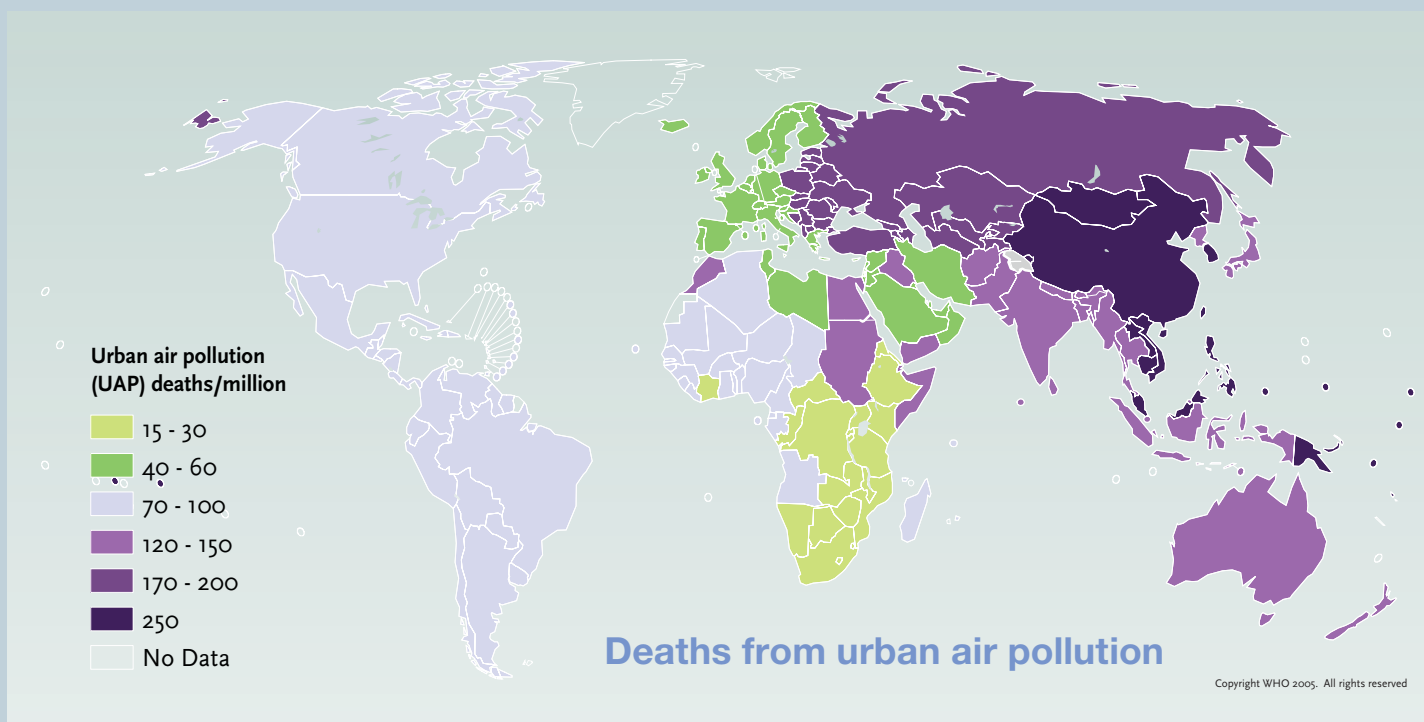 Urban air pollution
(UAP) deaths/million
15 - 30
40 - 60
70 - 100
120 - 150
170 - 200
250
No Data
Deaths from urban air pollution
Copyright WHO 2005. All rights reserved